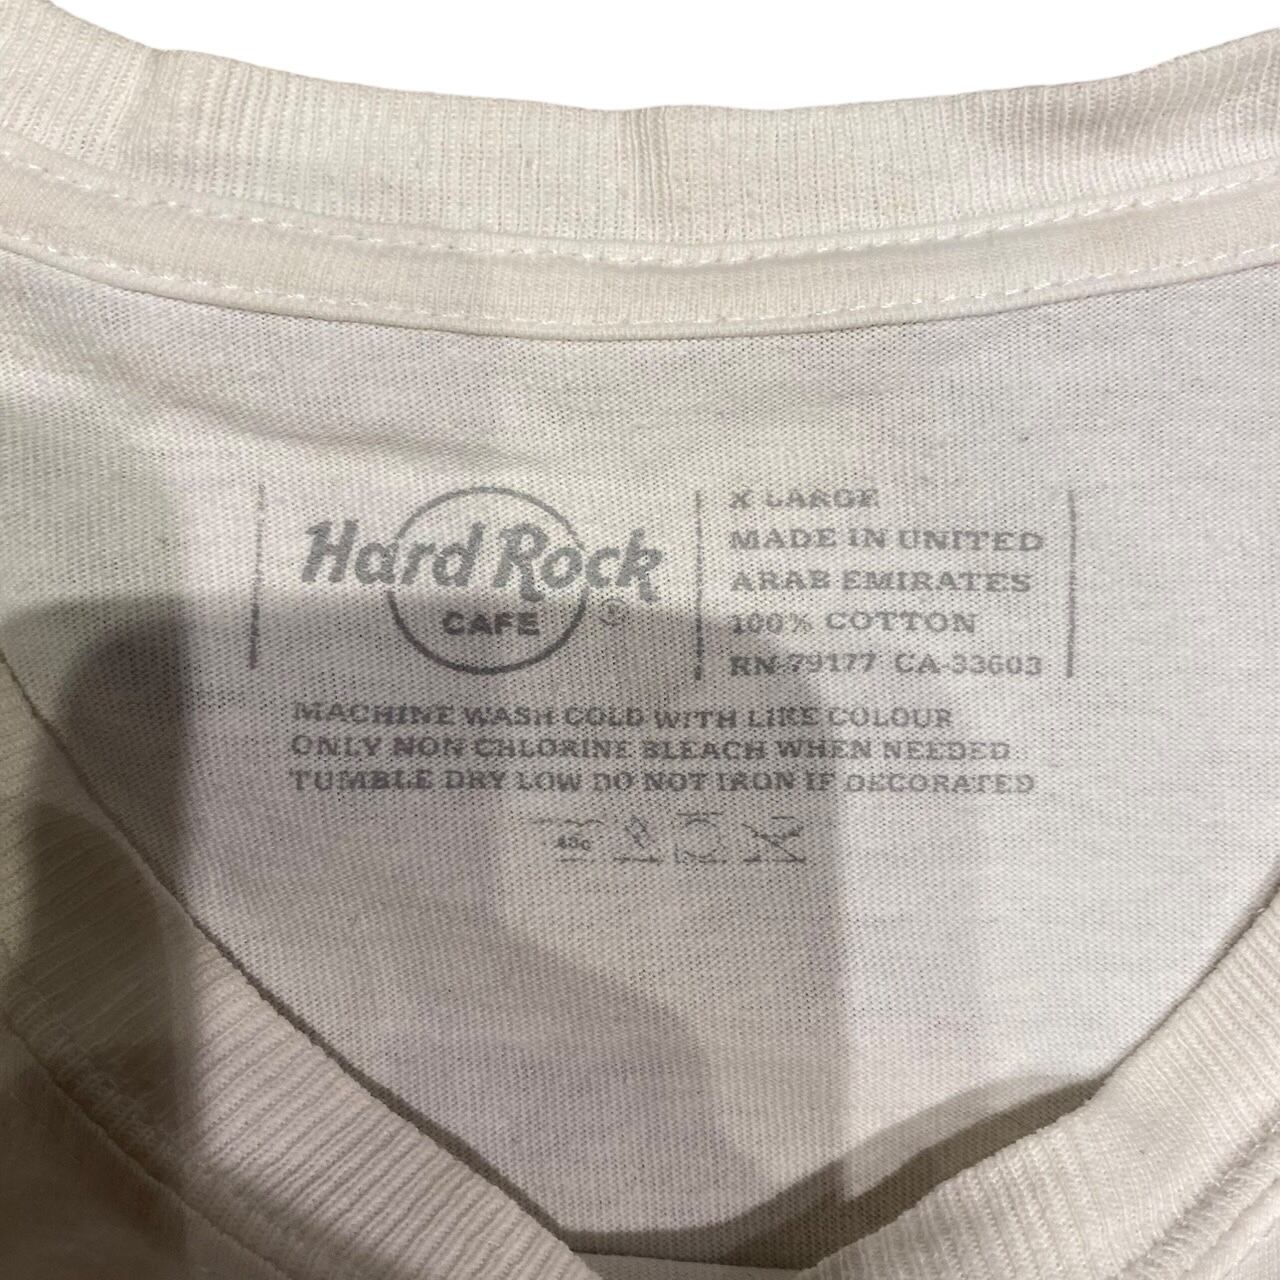 Hard Rock
CAFE
®
X LARGE
MADE IN UNITED
ARAB EMIRATES
100% COTTON
RN-79177 CA-33603
MACHINE WASH COLD WITH LIKE COLOUR
ONLY NON CHLORINE BLEACH WHEN NEEDED.
TUMBLE DRY LOW DO NOT IRON IF DECORATED
40c